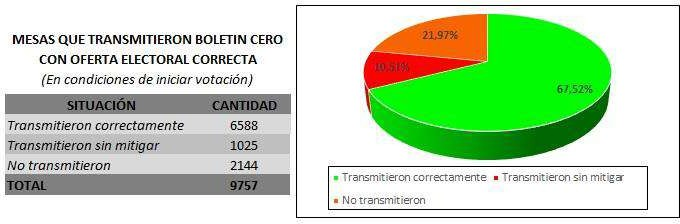 MESAS QUE TRANSMITIERON BOLETIN CERO
CON OFERTA ELECTORAL CORRECTA
(En condiciones de iniciar votación)
SITUACIÓN CANTIDAD
Transmitieron correctamente 6588
Transmitieron sin mitigar 1025
No transmitieron 2144
TOTAL 9757
21,97%
10,51%
67,52%
Transmitieron correctamente Transmitieron sin mitigar
No transmitieron